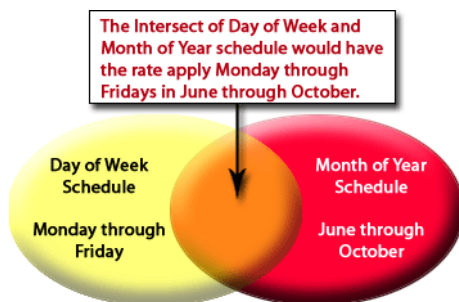 The Intersect of Day of Week and
Month of Year schedule would have
the rate apply Monday through
Fridays in June through October.
Day of Week
Schedule
Monday through
Friday
Month of Year
Schedule
June through
October